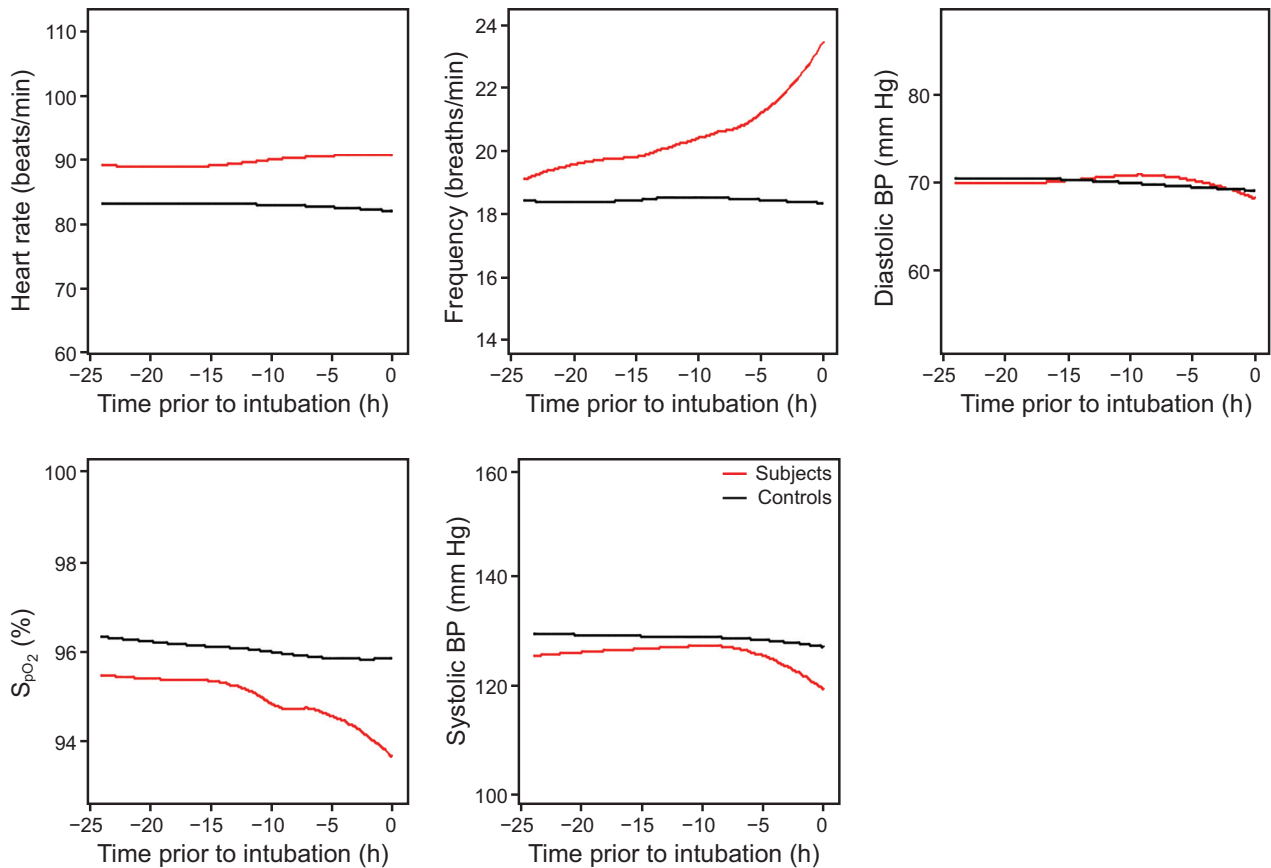 Heart rate (beats/min)
110
100
90
80
70
60
−25 −20 −15 −10 −5 0
Time prior to intubation (h)
Frequency (breaths/min)
24
22
20
18
16
14
−25 −20 −15 −10 −5 0
Time prior to intubation (h)
Diastolic BP (mm Hg)
80
70
60
−25 −20 −15 −10 −5 0
Time prior to intubation (h)
SpO2 (%)
100
98
96
94
−25 −20 −15 −10 −5 0
Time prior to intubation (h)
Systolic BP (mm Hg)
160
140
120
100
Subjects
Controls
−25 −20 −15 −10 −5 0
Time prior to intubation (h)